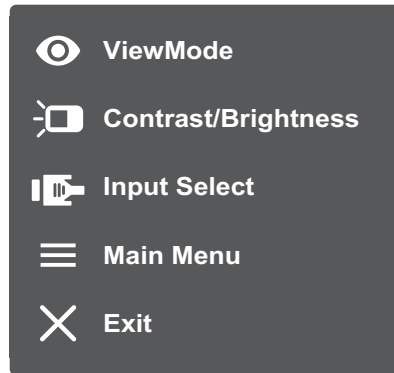 ViewMode
Contrast/Brightness
Input Select
Main Menu
Exit